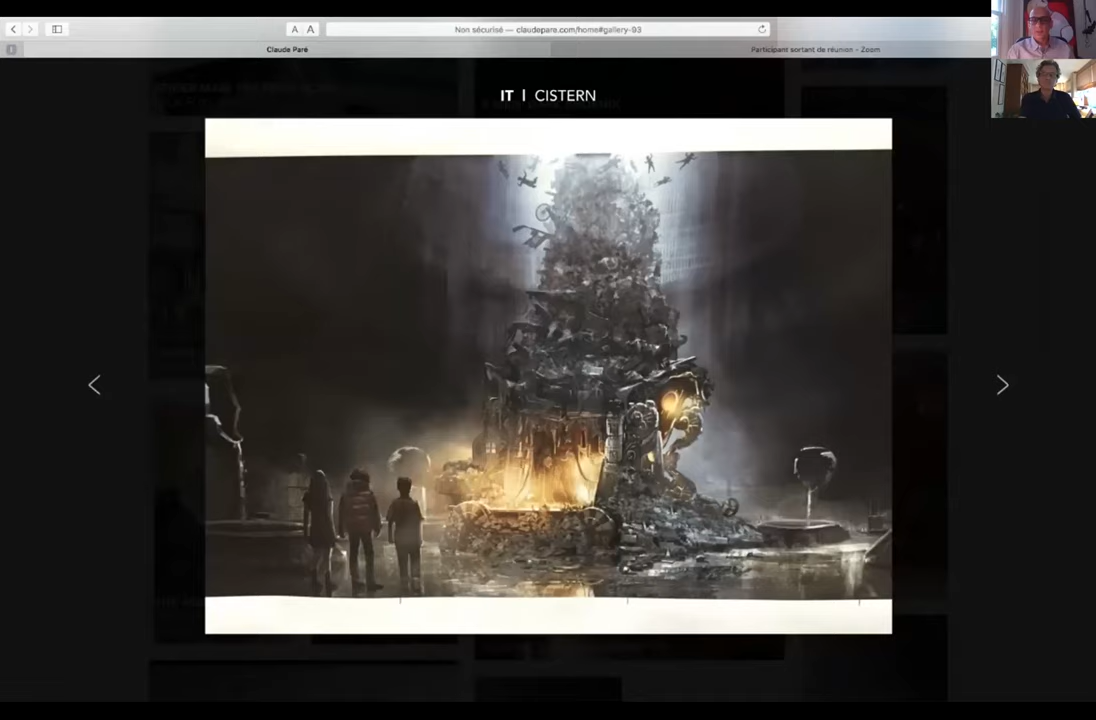 Non sécurisé — claudepare.com/home#gallery-93
Claude Paré
Participant sortant de réunion - Zoom
IT | CISTERN